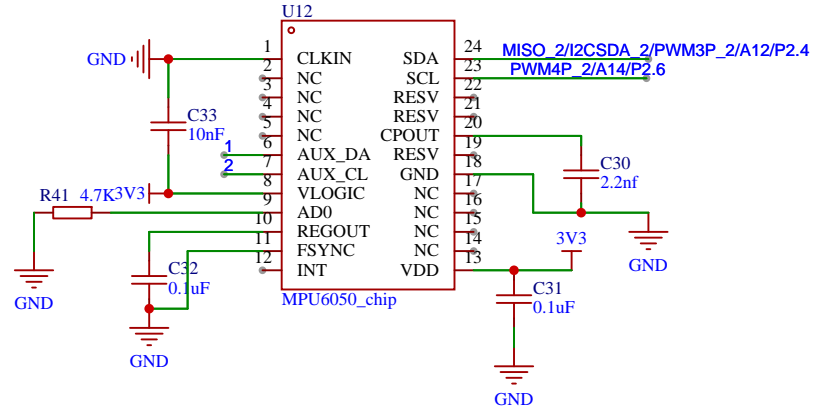 U12
GND
1 CLKIN
2 NC
3 NC
4 NC
5 NC
6 AUX_DA
7 AUX_CL
8 VLOGIC
9 AD0
10 REGOUT
11 FSYNC
12 INT
SDA 24
SCL 23
RESV 22
RESV 21
CPOUT 20
RESV 19
GND 18
NC 17
NC 16
NC 15
NC 14
VDD 13
MPU6050_chip
MISO_2/I2CSDA_2/PWM3P_2/A12/P2.4
PWM4P_2/A14/P2.6
C33
10nF
1
2
3V3
R41 4.7K
GND
C32
0.1uF
GND
C30
2.2nf
GND
3V3
C31
0.1uF
GND